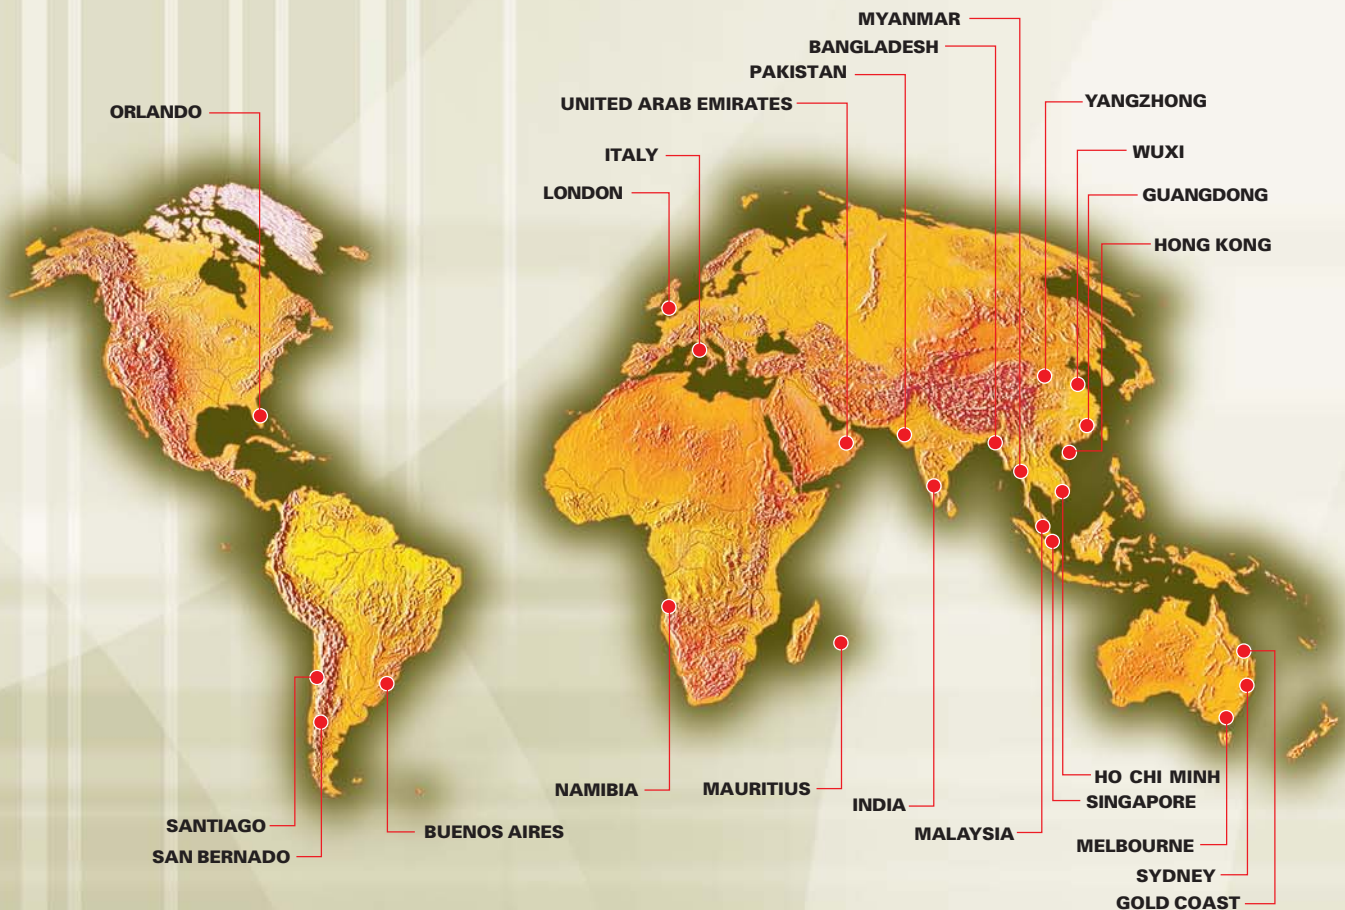 MYANMAR
BANGLADESH
PAKISTAN
UNITED ARAB EMIRATES
YANGZHONG
ORLANDO
ITALY
WUXI
LONDON
GUANGDONG
HONG KONG
NAMIBIA
MAURITIUS
HO CHI MINH
INDIA
SINGAPORE
SANTIAGO
BUENOS AIRES
MALAYSIA
SAN BERNADO
MELBOURNE
SYDNEY
GOLD COAST